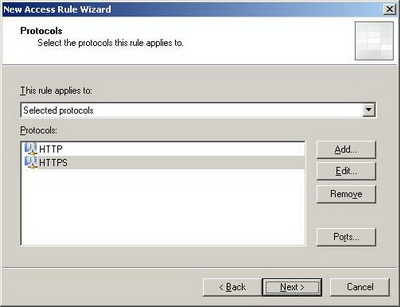 New Access Rule Wizard
Protocols
Select the protocols this rule applies to.
This rule applies to:
Selected protocols
Protocols:
HTTP
HTTPS
Add...
Edit...
Remove
Ports...
< Back
Next >
Cancel